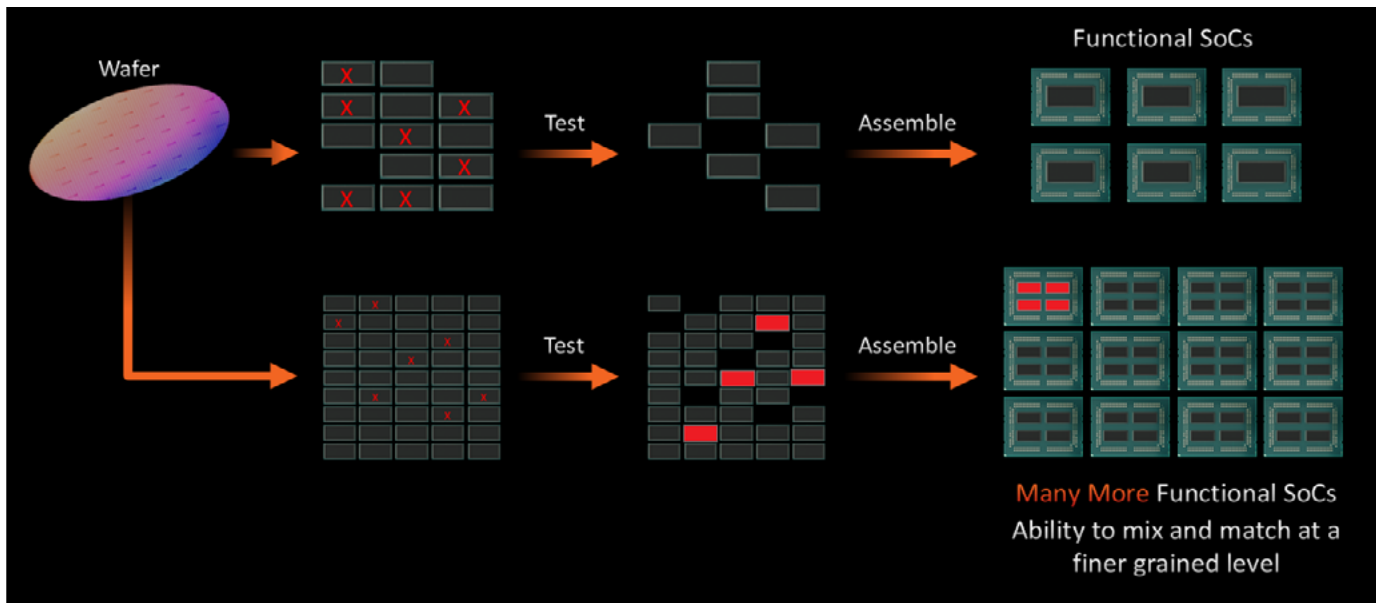 Wafer
X
X
X
X
X
X
X
Test
Assemble
Functional SoCs
x
x
x
x
x
x
x
Test
Assemble
Many More Functional SoCs
Ability to mix and match at a
finer grained level